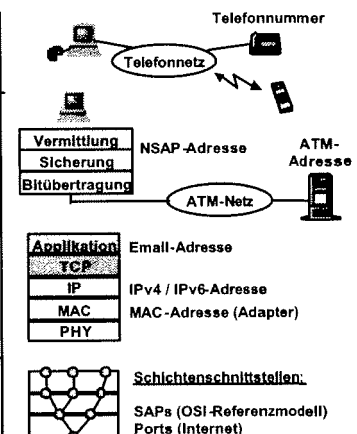 Telefonnummer
Telefonnetz
Vermittlung
Sicherung
Bitübertragung
NSAP-Adresse
ATM-Netz
ATM-
Adresse
Applikation
Email-Adresse
TCP
IP
IPv4 / IPv6-Adresse
MAC
MAC-Adresse (Adapter)
PHY
Schichtenschnittstellen:
SAPs (OSI-Referenzmodell)
Ports (Internet)